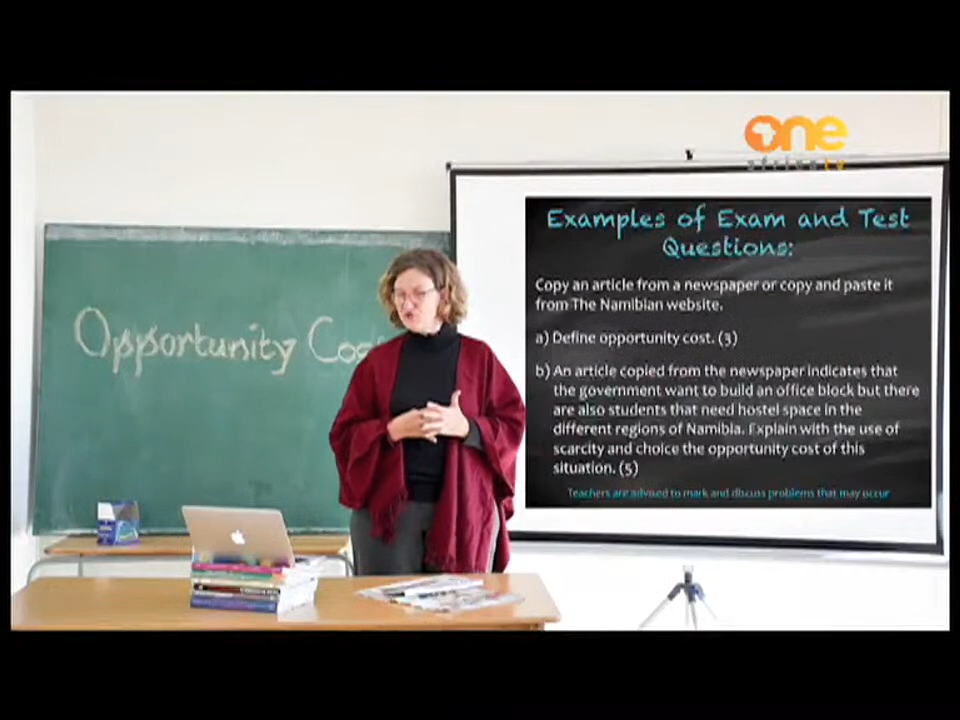 one
africa tv
Opportunity Cos
Examples of Exam and Test
Questions:
Copy an article from a newspaper or copy and paste it
from The Namibian website.
a) Define opportunity cost. (3)
b) An article copied from the newspaper indicates that
the government want to build an office block but there
are also students that need hostel space in the
different regions of Namibia. Explain with the use of
scarcity and choice the opportunity cost of this
situation. (5)
Teachers are advised to mark and discuss problems that may occur